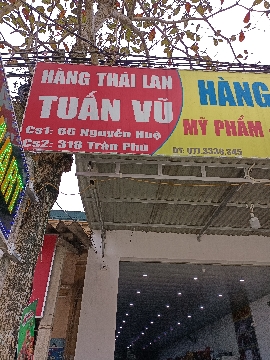 HÀNG THÁI LAN
TUẤN VŨ
Cs1: 66 Nguyễn Huệ
Cs2: 318 Trần Phú
HÀNG
MỸ PHẨM